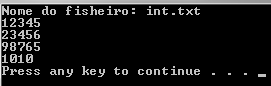 Nome do fisheiro: int.txt
12345
23456
98765
1010
Press any key to continue . . .